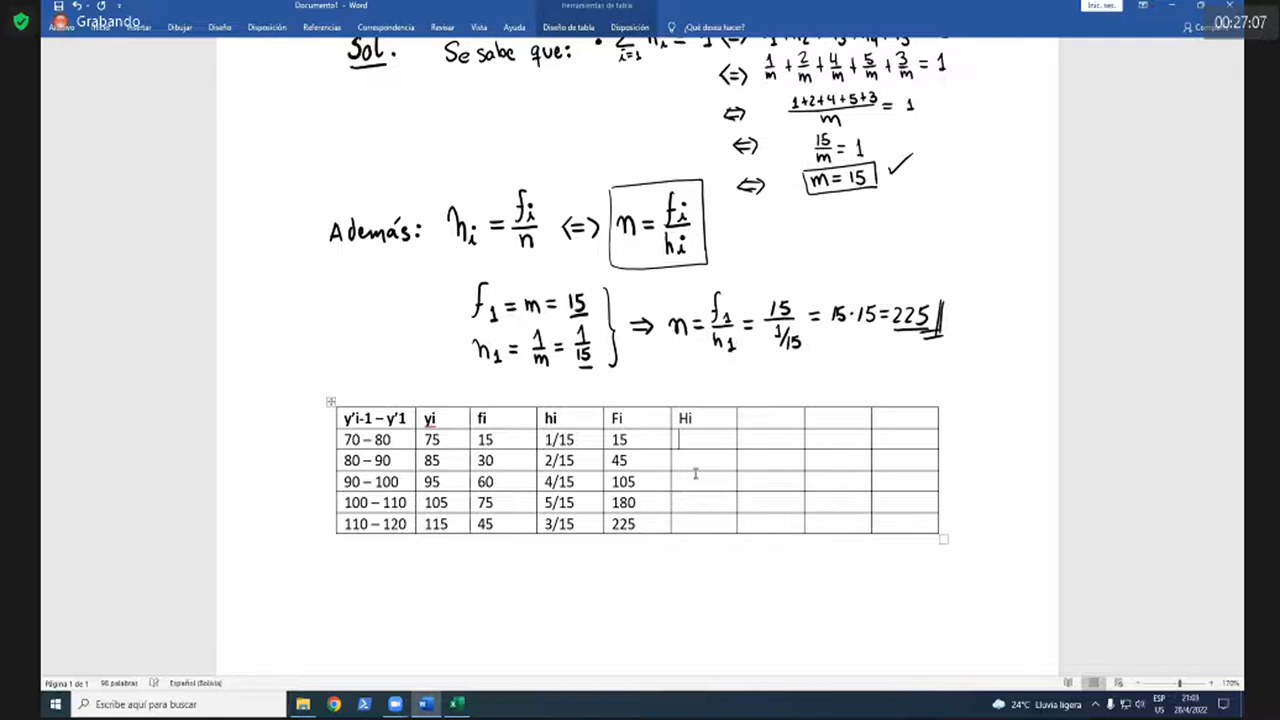 Documento1 - Word
Herramientas de tabla
Inic. ses.
Grabando
00:27:07
Archivo Inicio Insertar Dibujar Diseño Disposición Referencias Correspondencia Revisar Vista Ayuda Diseño de tabla Disposición ¿Qué desea hacer?
Sol. Se sabe que:
⇔ 1/m + 2/m + 4/m + 5/m + 3/m = 1
⇔ (1+2+4+5+3)/m = 1
⇔ 15/m = 1
⇔ m = 15 ✓
Además: hi = fi/n ⇔ n = fi/hi
f1 = m = 15
h1 = 1/m = 1/15
⇒ n = f1/h1 = 15/(1/15) = 15·15 = 225
y'i-1 – y'1 yi fi hi Fi Hi
70 – 80 75 15 1/15 15
80 – 90 85 30 2/15 45
90 – 100 95 60 4/15 105
100 – 110 105 75 5/15 180
110 – 120 115 45 3/15 225
Página 1 de 1 98 palabras Español (Bolivia) 170%
Escribe aquí para buscar
24°C Lluvia ligera ESP US 21:03 28/4/2022